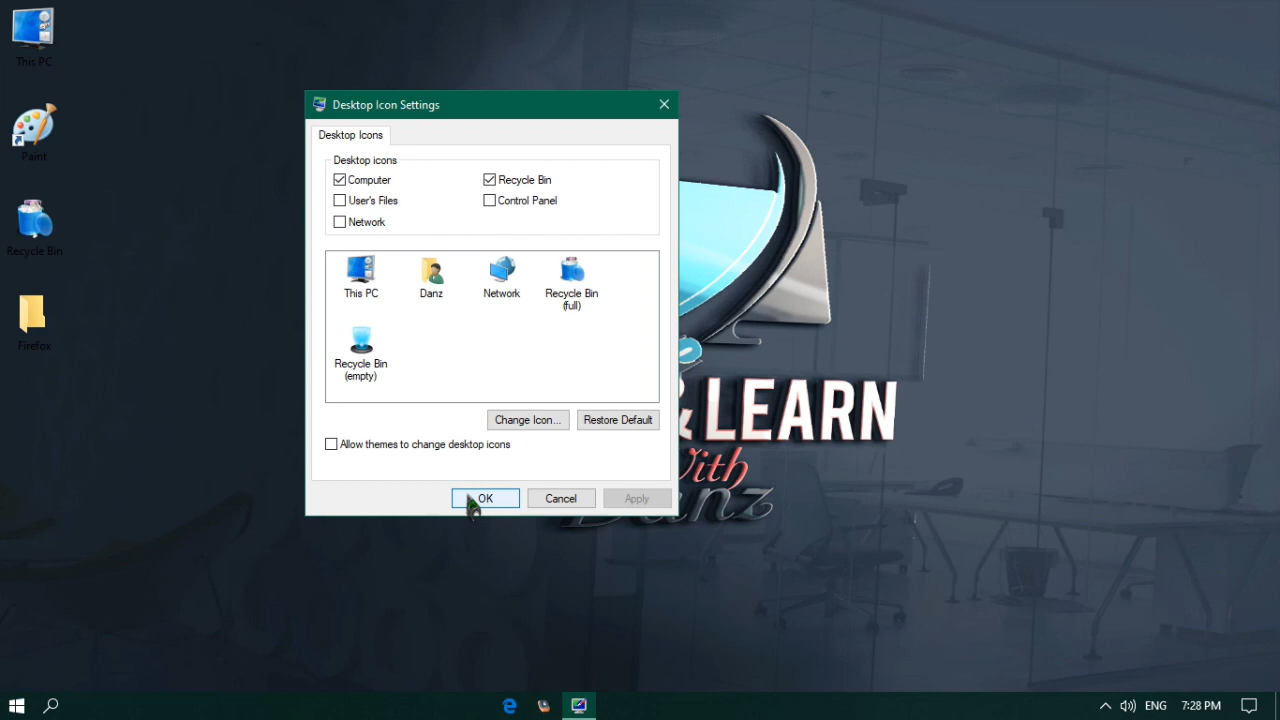 This PC
Paint
Recycle Bin
Firefox
Desktop Icon Settings
Desktop Icons
Desktop icons
Computer
Recycle Bin
User's Files
Control Panel
Network
This PC
Danz
Network
Recycle Bin
(full)
Recycle Bin
(empty)
Change Icon...
Restore Default
Allow themes to change desktop icons
OK
Cancel
Apply
& LEARN
With
Danz
ENG
7:28 PM